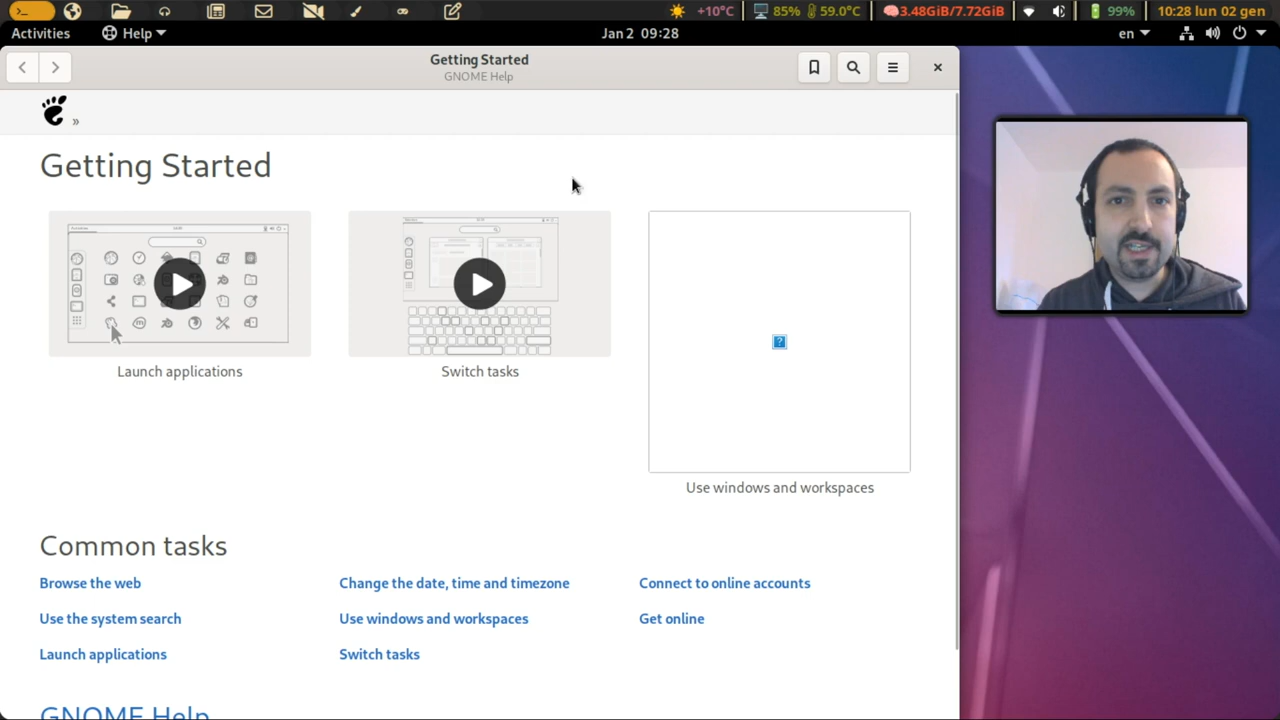 +10°C 85% 59.0°C 3.48GiB/7.72GiB 99% 10:28 lun 02 gen
Activities Help Jan 2 09:28 en
Getting Started
GNOME Help
»
Getting Started
Launch applications
Switch tasks
Use windows and workspaces
Common tasks
Browse the web
Change the date, time and timezone
Connect to online accounts
Use the system search
Use windows and workspaces
Get online
Launch applications
Switch tasks
GNOME Help